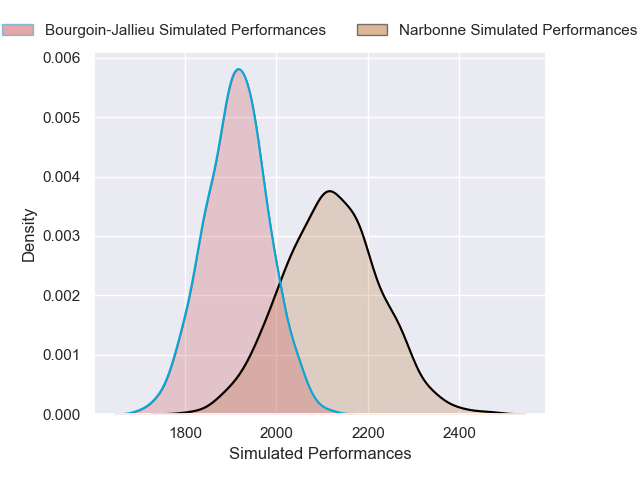 Bourgoin-Jallieu Simulated Performances Narbonne Simulated Performances
0.006
0.005
0.004
0.003
0.002
0.001
0.000
Density
1800 2000 2200 2400
Simulated Performances